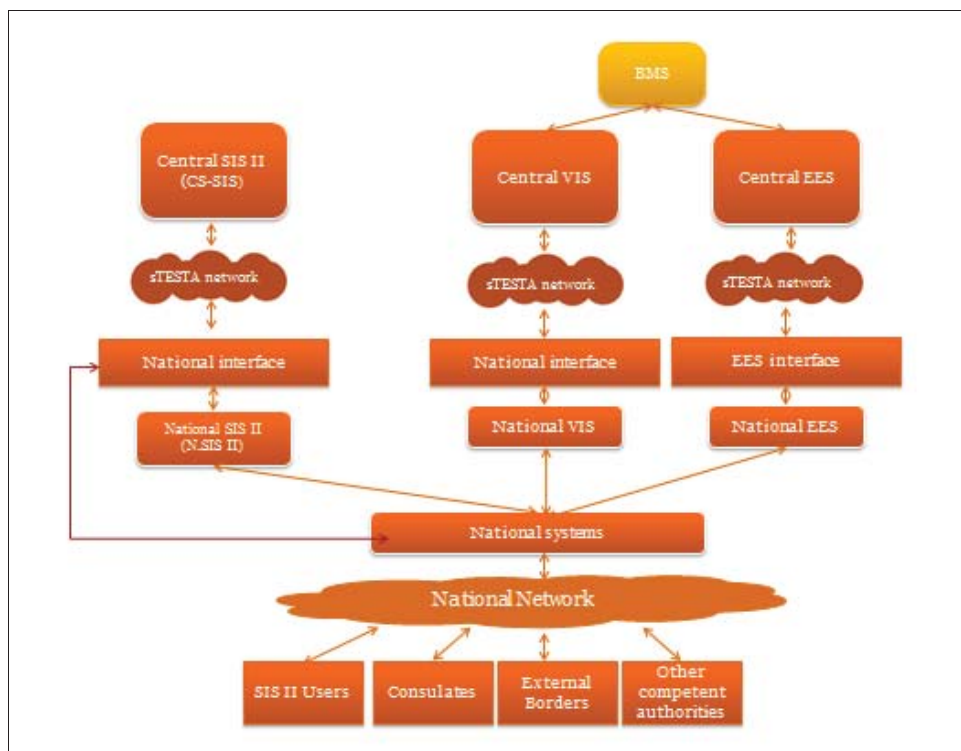 BMS
Central SIS II
(CS-SIS)
Central VIS
Central EES
sTESTA network
sTESTA network
sTESTA network
National interface
National interface
EES interface
National SIS II
(N.SIS II)
National VIS
National EES
National systems
National Network
SIS II Users
Consulates
External
Borders
Other
competent
authorities